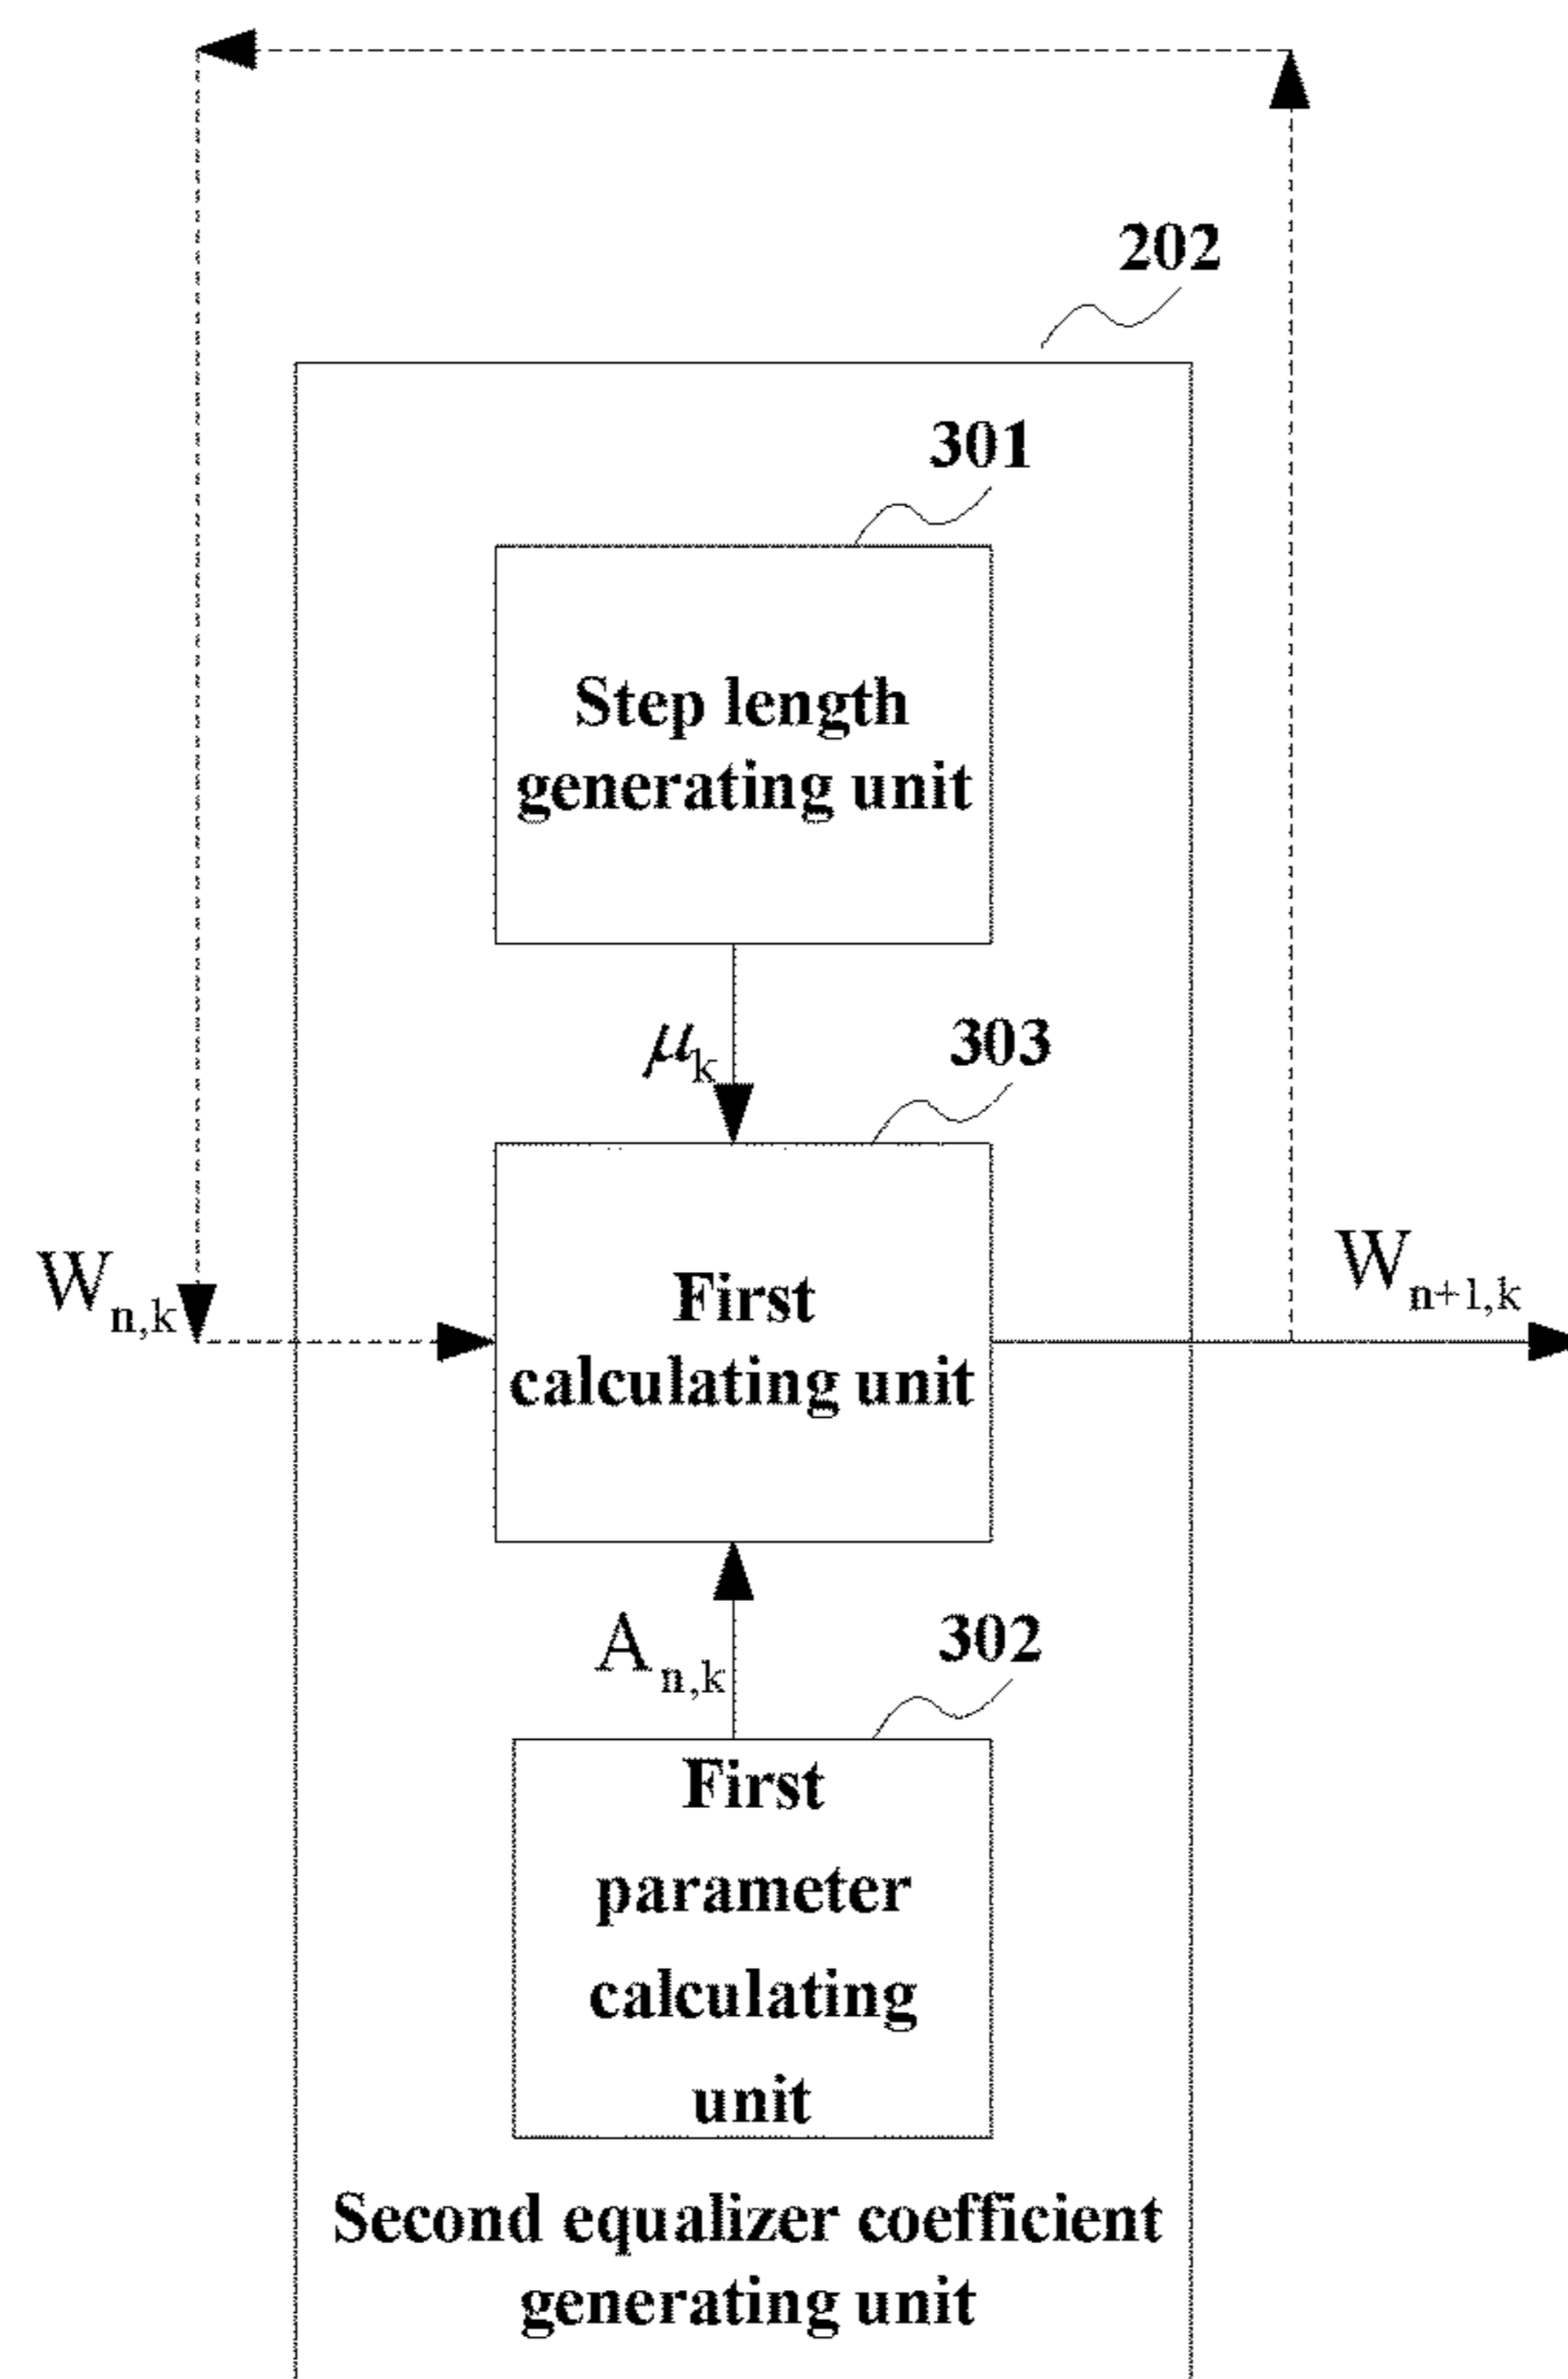 202
301
Step length
generating unit
μk
303
Wn,k
First
calculating unit
Wn+1,k
An,k
302
First
parameter
calculating
unit
Second equalizer coefficient
generating unit